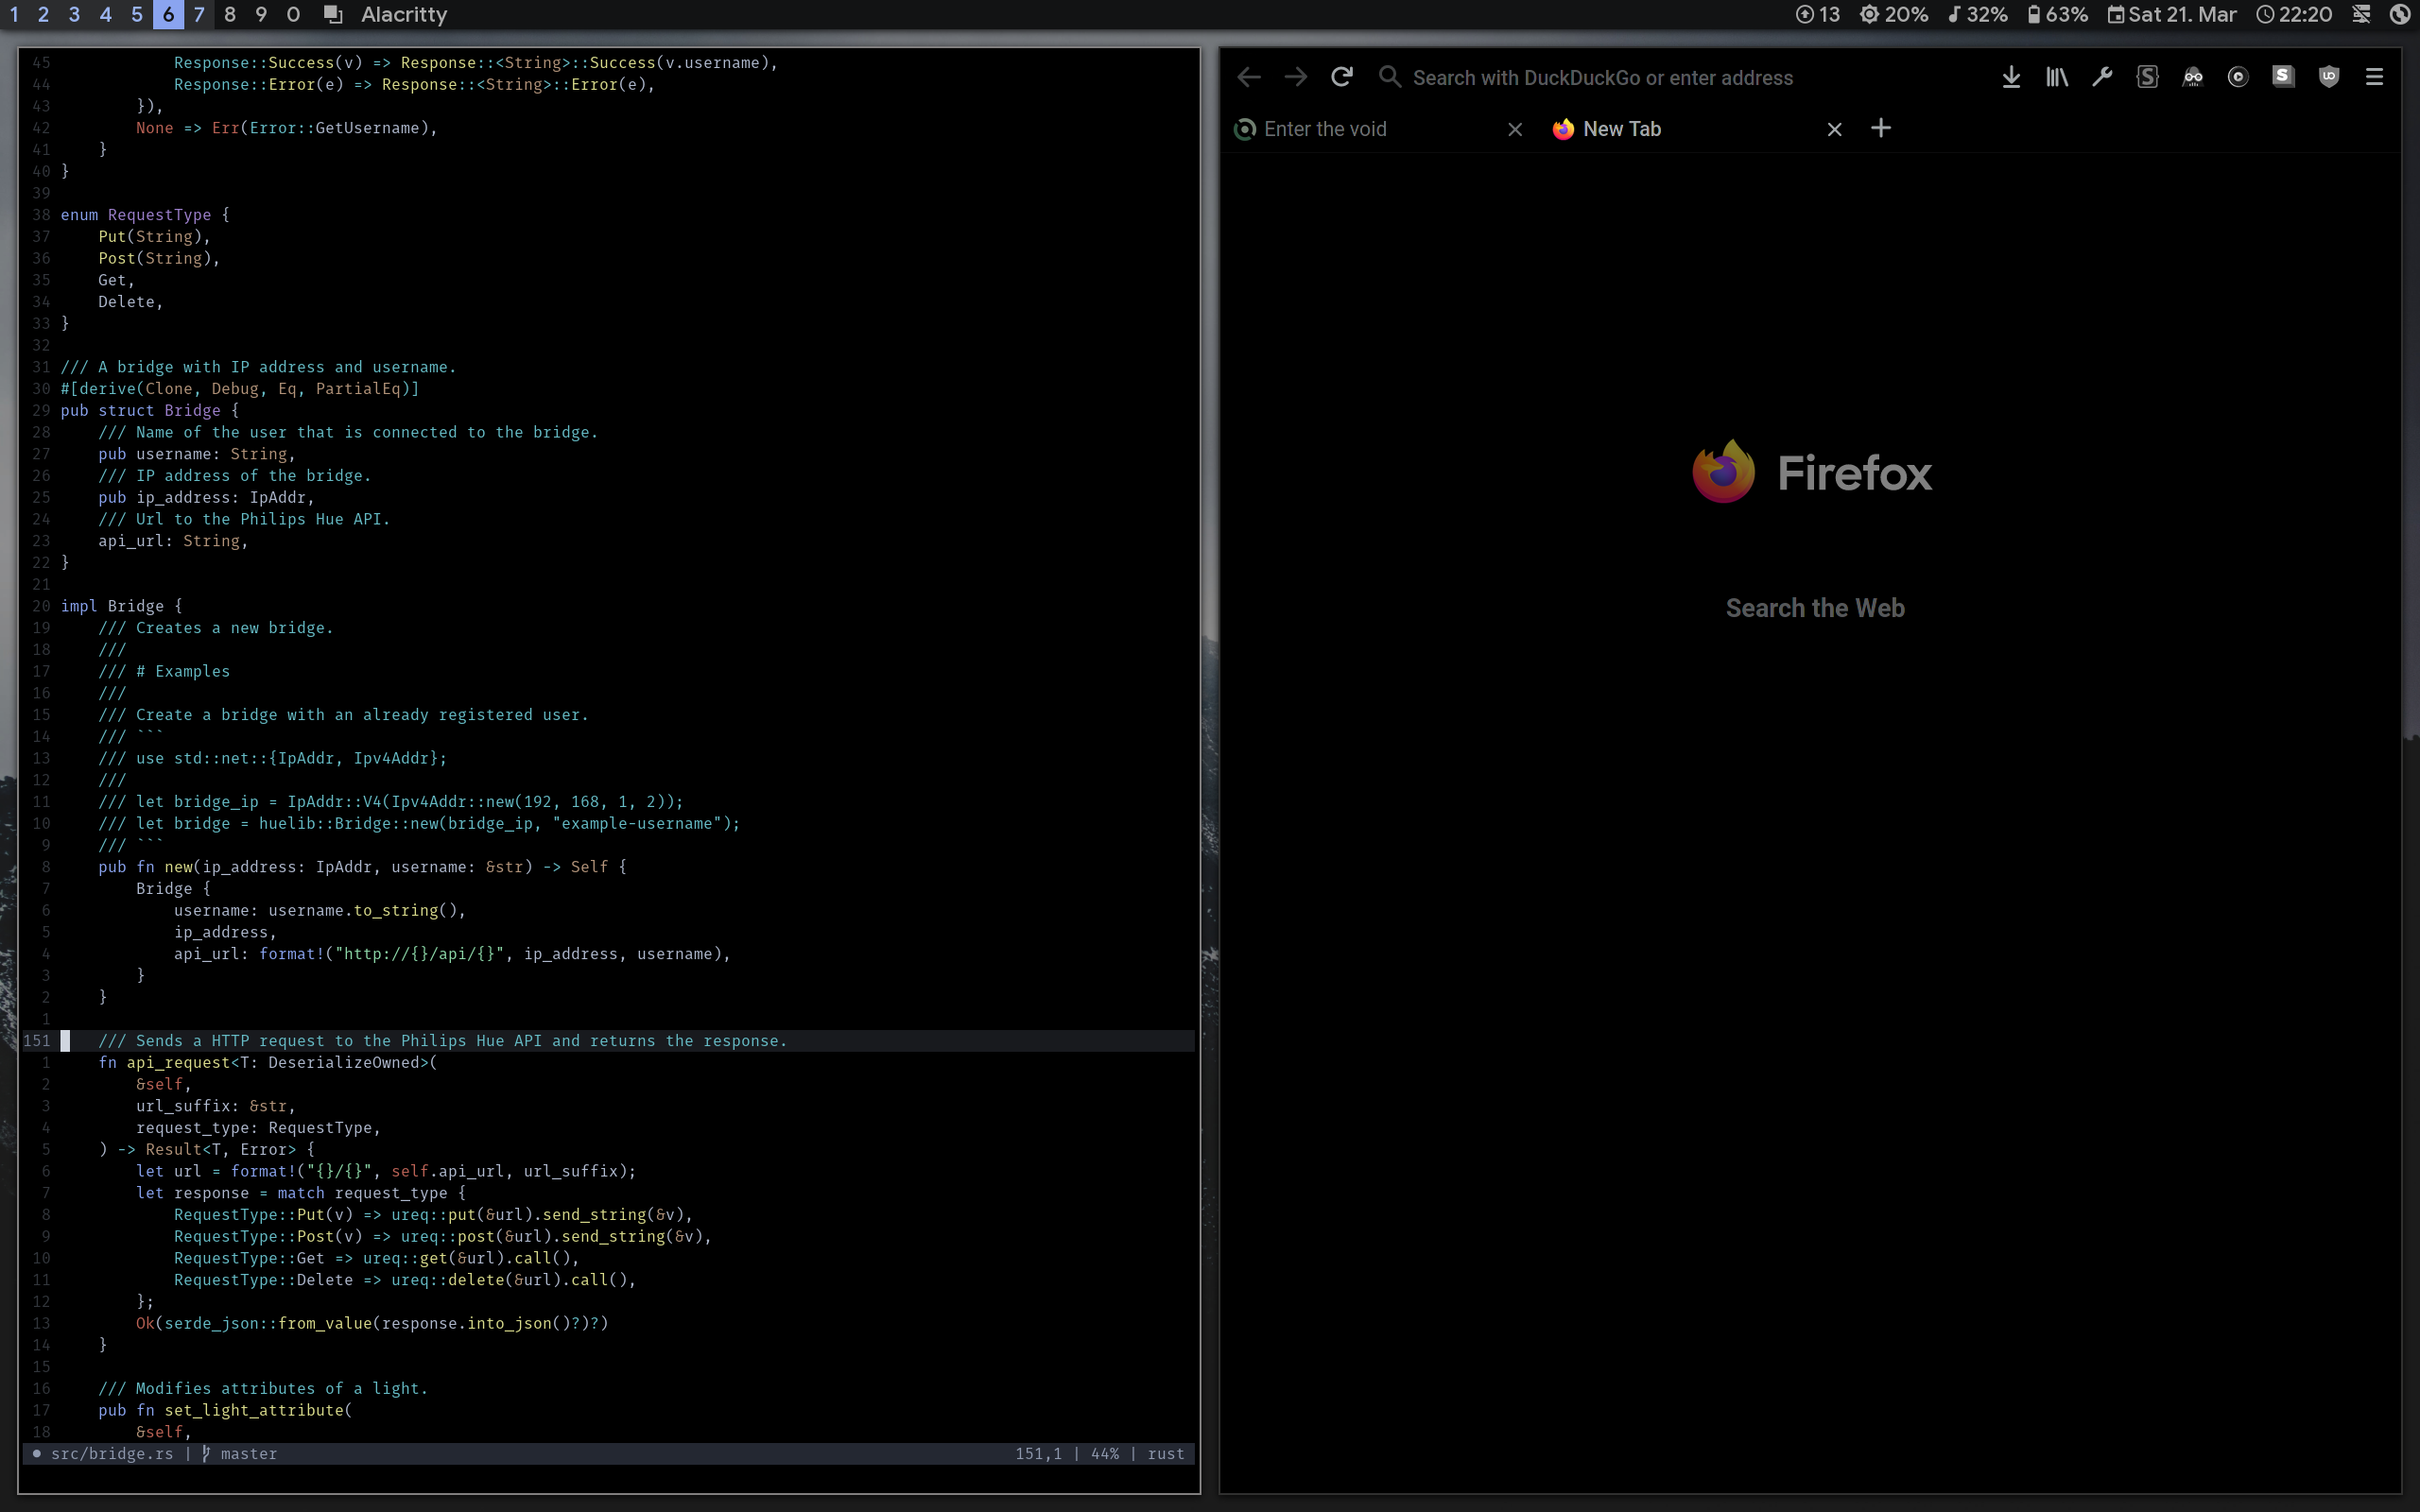 1 2 3 4 5 6 7 8 9 0 Alacritty 13 20% 32% 63% Sat 21. Mar 22:20
45 Response::Success(v) => Response::<String>::Success(v.username),
44 Response::Error(e) => Response::<String>::Error(e),
43 }),
42 None => Err(Error::GetUsername),
41 }
40 }
39
38 enum RequestType {
37 Put(String),
36 Post(String),
35 Get,
34 Delete,
33 }
32
31 /// A bridge with IP address and username.
30 #[derive(Clone, Debug, Eq, PartialEq)]
29 pub struct Bridge {
28 /// Name of the user that is connected to the bridge.
27 pub username: String,
26 /// IP address of the bridge.
25 pub ip_address: IpAddr,
24 /// Url to the Philips Hue API.
23 api_url: String,
22 }
21
20 impl Bridge {
19 /// Creates a new bridge.
18 ///
17 /// # Examples
16 ///
15 /// Create a bridge with an already registered user.
14 /// ```
13 /// use std::net::{IpAddr, Ipv4Addr};
12 ///
11 /// let bridge_ip = IpAddr::V4(Ipv4Addr::new(192, 168, 1, 2));
10 /// let bridge = huelib::Bridge::new(bridge_ip, "example-username");
9 /// ```
8 pub fn new(ip_address: IpAddr, username: &str) -> Self {
7 Bridge {
6 username: username.to_string(),
5 ip_address,
4 api_url: format!("http://{}/api/{}", ip_address, username),
3 }
2 }
1
151 /// Sends a HTTP request to the Philips Hue API and returns the response.
1 fn api_request<T: DeserializeOwned>(
2 &self,
3 url_suffix: &str,
4 request_type: RequestType,
5 ) -> Result<T, Error> {
6 let url = format!("{}/{}", self.api_url, url_suffix);
7 let response = match request_type {
8 RequestType::Put(v) => ureq::put(&url).send_string(&v),
9 RequestType::Post(v) => ureq::post(&url).send_string(&v),
10 RequestType::Get => ureq::get(&url).call(),
11 RequestType::Delete => ureq::delete(&url).call(),
12 };
13 Ok(serde_json::from_value(response.into_json()?)?)
14 }
15
16 /// Modifies attributes of a light.
17 pub fn set_light_attribute(
18 &self,
● src/bridge.rs | master 151,1 | 44% | rust
Search with DuckDuckGo or enter address
Enter the void New Tab
Firefox
Search the Web